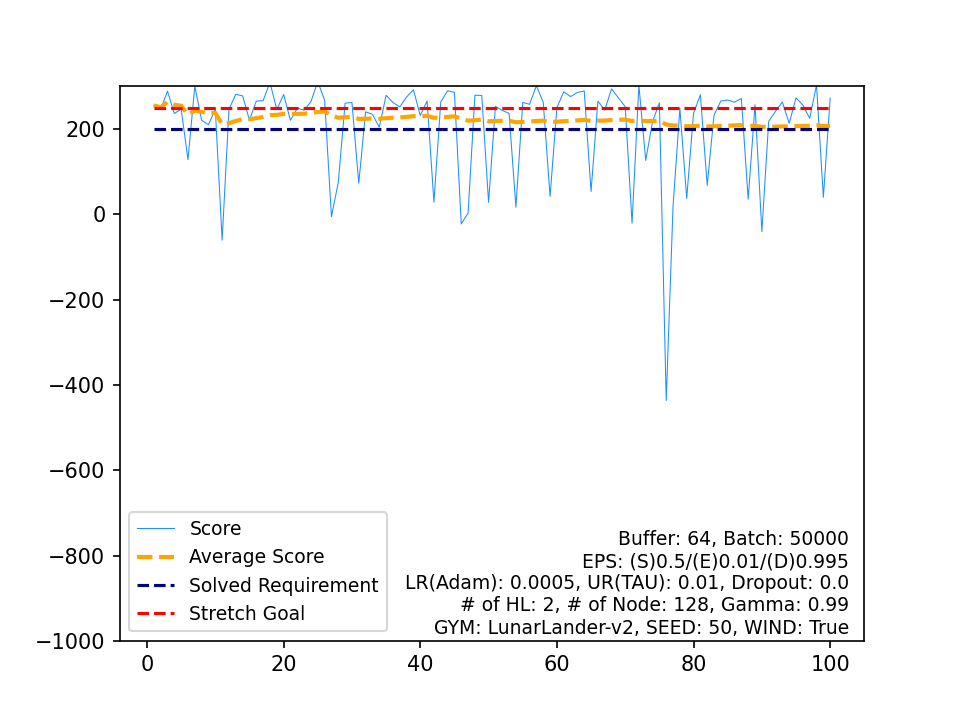 200
0
−200
−400
−600
−800
−1000
0
20
40
60
80
100
Score
Average Score
Solved Requirement
Stretch Goal
Buffer: 64, Batch: 50000
EPS: (S)0.5/(E)0.01/(D)0.995
LR(Adam): 0.0005, UR(TAU): 0.01, Dropout: 0.0
# of HL: 2, # of Node: 128, Gamma: 0.99
GYM: LunarLander-v2, SEED: 50, WIND: True